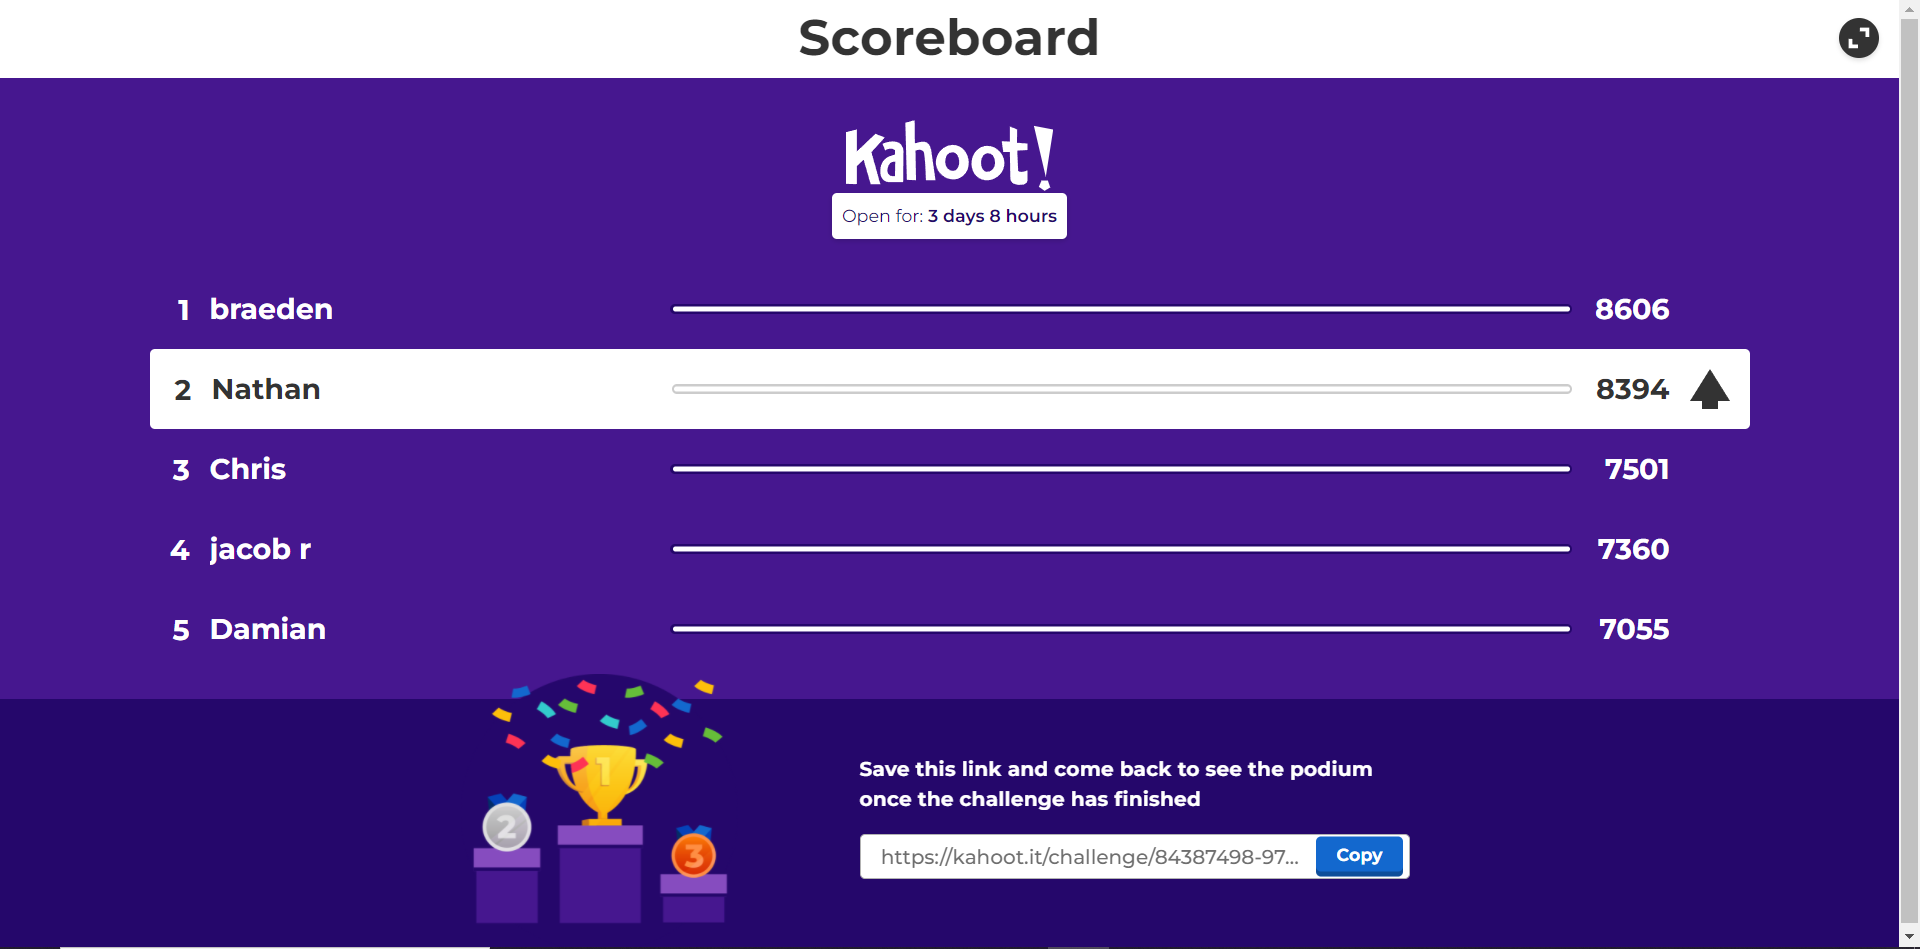 Scoreboard
Kahoot!
Open for: 3 days 8 hours
1 braeden 8606
2 Nathan 8394
3 Chris 7501
4 jacob r 7360
5 Damian 7055
1
2
3
Save this link and come back to see the podium
once the challenge has finished
https://kahoot.it/challenge/84387498-97... Copy